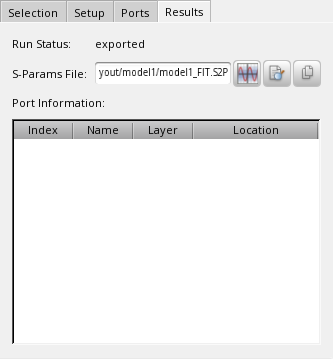 Selection Setup Ports Results
Run Status: exported
S-Params File: yout/model1/model1_FIT.S2P
Port Information:
Index Name Layer Location